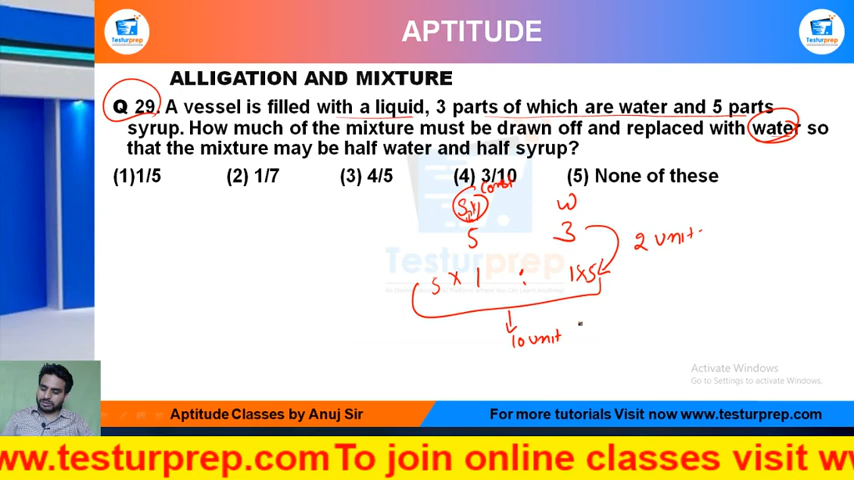 Testurprep
APTITUDE
Testurprep
ALLIGATION AND MIXTURE
Q 29. A vessel is filled with a liquid, 3 parts of which are water and 5 parts
syrup. How much of the mixture must be drawn off and replaced with water so
that the mixture may be half water and half syrup?
(1)1/5 (2) 1/7 (3) 4/5 (4) 3/10 (5) None of these
const
W
5 3 2 unit
Testurprep
5 x 1 : 1x5
10 unit
Activate Windows
Go to Settings to activate Windows.
Aptitude Classes by Anuj Sir For more tutorials Visit now www.testurprep.com
www.testurprep.com To join online classes visit